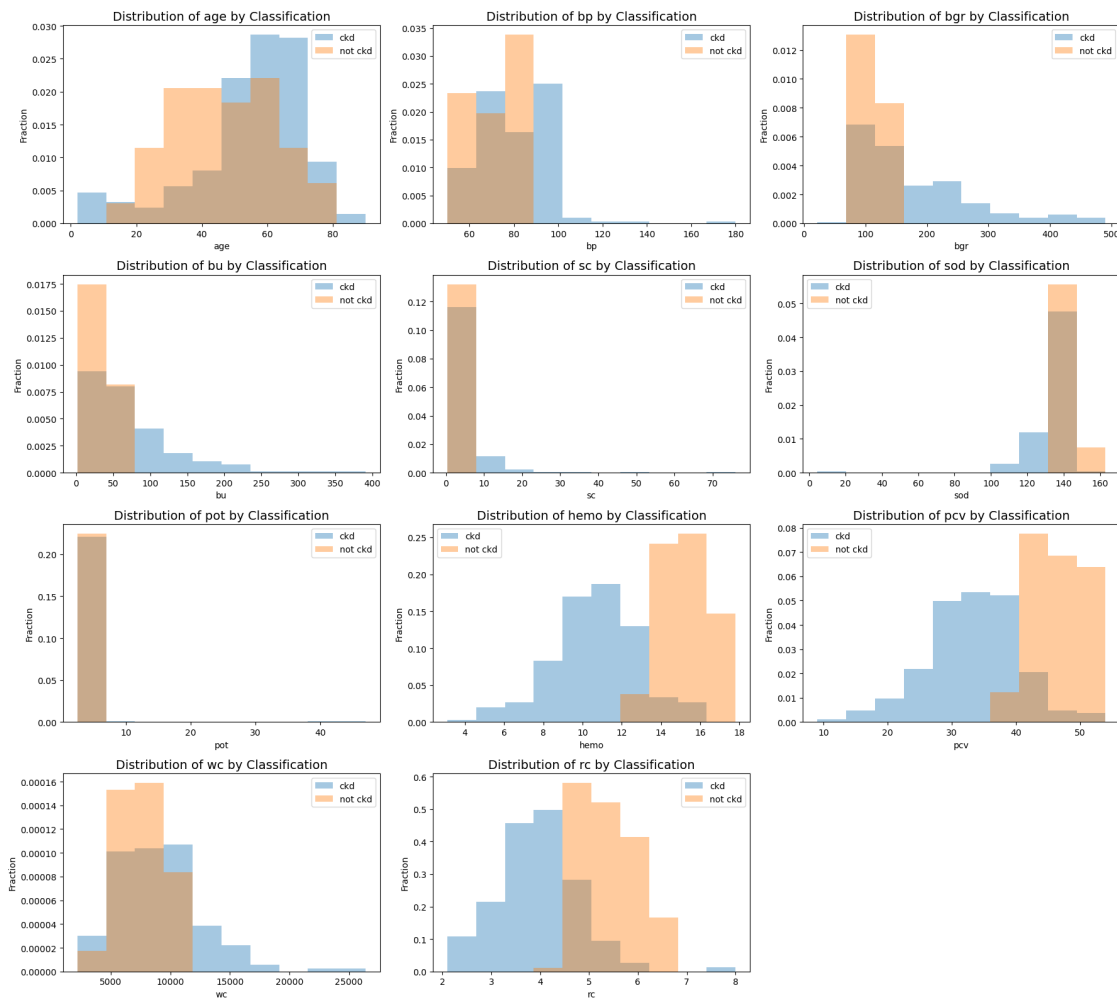 Distribution of age by Classification
0.030
0.025
0.020
0.015
0.010
0.005
0.000
Fraction
0 20 40 60 80
age
ckd
not ckd
Distribution of bp by Classification
0.035
0.030
0.025
0.020
0.015
0.010
0.005
0.000
Fraction
60 80 100 120 140 160 180
bp
ckd
not ckd
Distribution of bgr by Classification
0.012
0.010
0.008
0.006
0.004
0.002
0.000
Fraction
0 100 200 300 400 500
bgr
ckd
not ckd
Distribution of bu by Classification
0.0175
0.0150
0.0125
0.0100
0.0075
0.0050
0.0025
0.0000
Fraction
0 50 100 150 200 250 300 350 400
bu
ckd
not ckd
Distribution of sc by Classification
0.12
0.10
0.08
0.06
0.04
0.02
0.00
Fraction
0 10 20 30 40 50 60 70
sc
ckd
not ckd
Distribution of sod by Classification
0.05
0.04
0.03
0.02
0.01
0.00
Fraction
0 20 40 60 80 100 120 140 160
sod
ckd
not ckd
Distribution of pot by Classification
0.20
0.15
0.10
0.05
0.00
Fraction
10 20 30 40
pot
ckd
not ckd
Distribution of hemo by Classification
0.25
0.20
0.15
0.10
0.05
0.00
Fraction
4 6 8 10 12 14 16 18
hemo
ckd
not ckd
Distribution of pcv by Classification
0.08
0.07
0.06
0.05
0.04
0.03
0.02
0.01
0.00
Fraction
10 20 30 40 50
pcv
ckd
not ckd
Distribution of wc by Classification
0.00016
0.00014
0.00012
0.00010
0.00008
0.00006
0.00004
0.00002
0.00000
Fraction
5000 10000 15000 20000 25000
wc
ckd
not ckd
Distribution of rc by Classification
0.6
0.5
0.4
0.3
0.2
0.1
0.0
Fraction
2 3 4 5 6 7 8
rc
ckd
not ckd